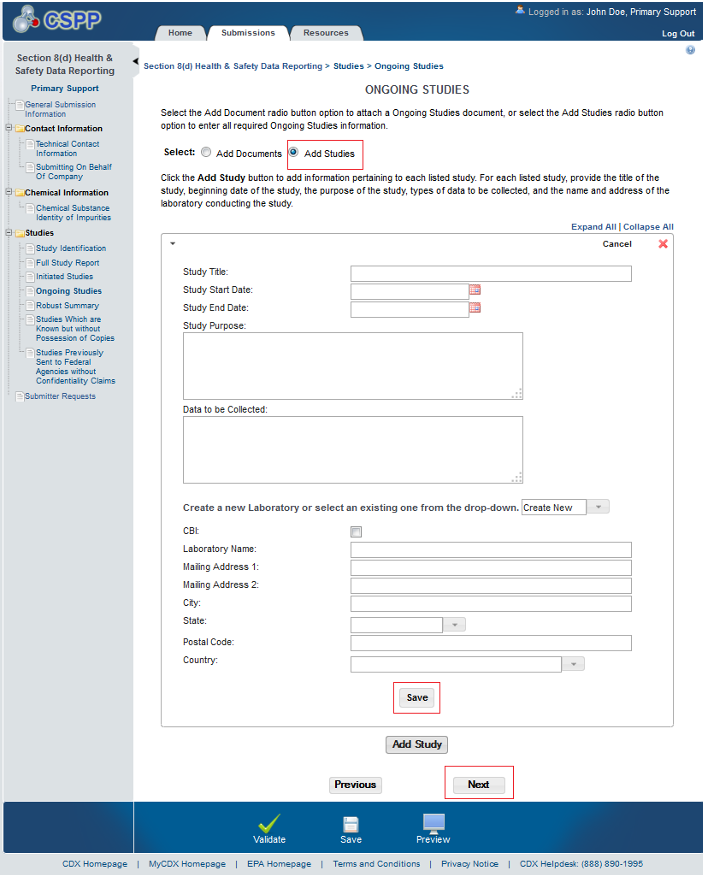 CSPP
Logged in as: John Doe, Primary Support
Home
Submissions
Resources
Log Out
Section 8(d) Health &
Safety Data Reporting
Primary Support
General Submission
Information
Contact Information
Technical Contact
Information
Submitting On Behalf
Of Company
Chemical Information
Chemical Substance
Identity of Impurities
Studies
Study Identification
Full Study Report
Initiated Studies
Ongoing Studies
Robust Summary
Studies Which are
Known but without
Possession of Copies
Studies Previously
Sent to Federal
Agencies without
Confidentiality Claims
Submitter Requests
Section 8(d) Health & Safety Data Reporting > Studies > Ongoing Studies
ONGOING STUDIES
Select the Add Document radio button option to attach a Ongoing Studies document, or select the Add Studies radio button
option to enter all required Ongoing Studies information.
Select: Add Documents Add Studies
Click the Add Study button to add information pertaining to each listed study. For each listed study, provide the title of the
study, beginning date of the study, the purpose of the study, types of data to be collected, and the name and address of the
laboratory conducting the study.
Expand All | Collapse All
Cancel
Study Title:
Study Start Date:
Study End Date:
Study Purpose:
Data to be Collected:
Create a new Laboratory or select an existing one from the drop-down. Create New
CBI:
Laboratory Name:
Mailing Address 1:
Mailing Address 2:
City:
State:
Postal Code:
Country:
Save
Add Study
Previous Next
Validate Save Preview
CDX Homepage | MyCDX Homepage | EPA Homepage | Terms and Conditions | Privacy Notice | CDX Helpdesk: (888) 890-1995